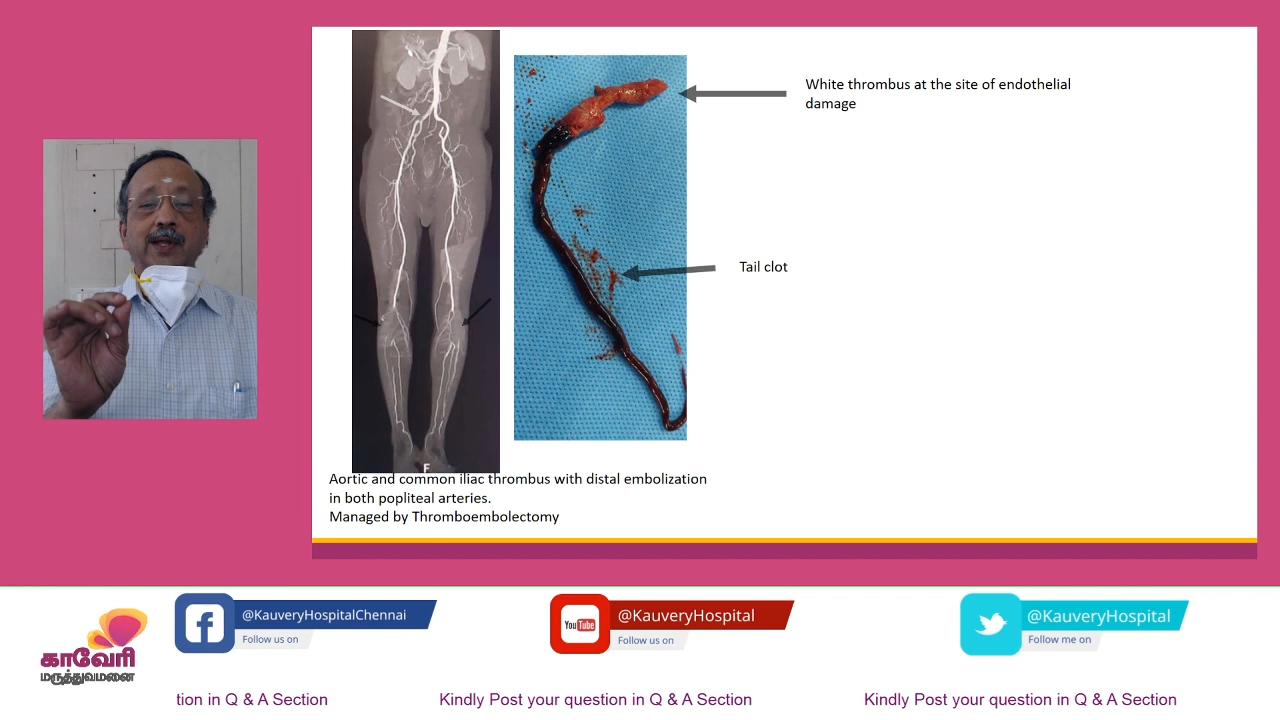 White thrombus at the site of endothelial
damage
Tail clot
F
Aortic and common iliac thrombus with distal embolization
in both popliteal arteries.
Managed by Thromboembolectomy
காவேரி
மருத்துவமனை
@KauveryHospitalChennai
Follow us on
You Tube
@KauveryHospital
Follow us on
@KauveryHospital
Follow me on
tion in Q & A Section
Kindly Post your question in Q & A Section
Kindly Post your question in Q & A Section